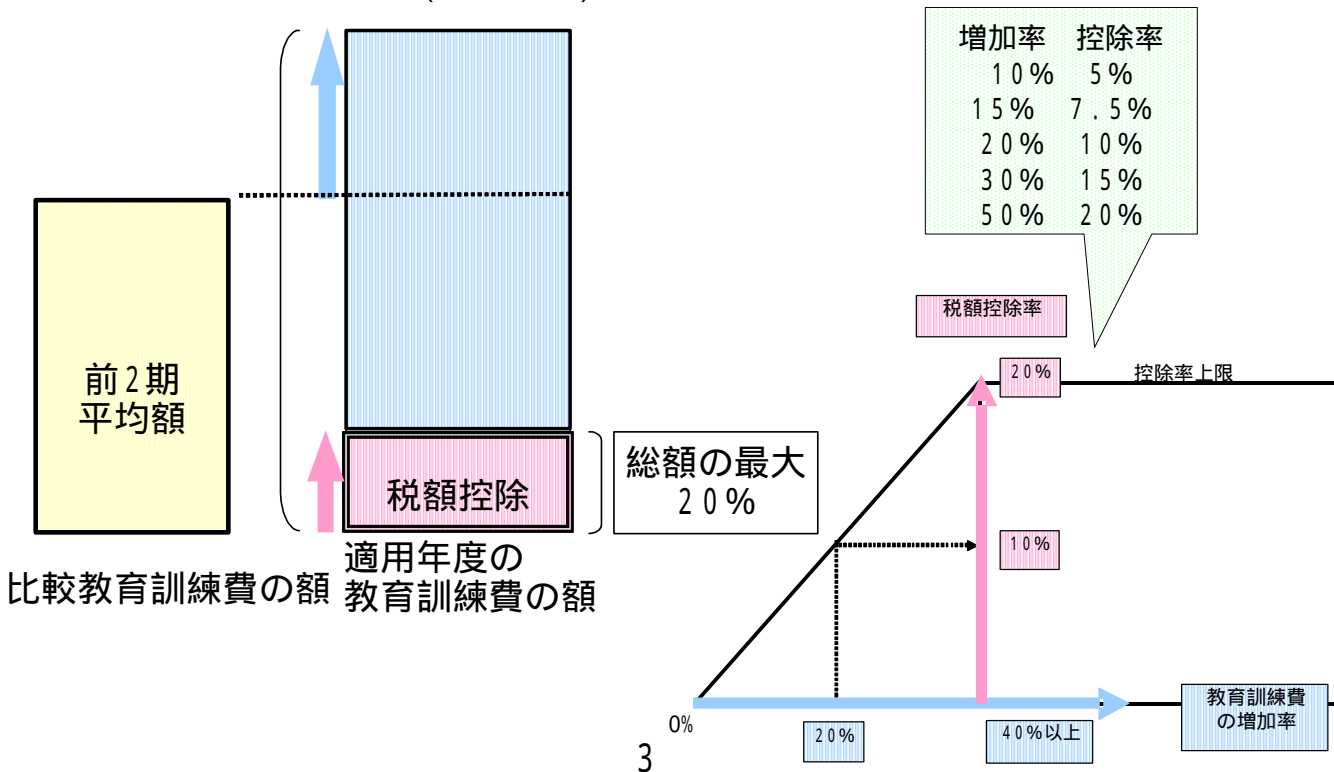 増加率 控除率
10% 5%
15% 7.5%
20% 10%
30% 15%
50% 20%
前2期
平均額
税額控除
総額の最大
20%
比較教育訓練費の額
適用年度の
教育訓練費の額
税額控除率
20%
控除率上限
10%
0%
20%
40%以上
教育訓練費
の増加率
3